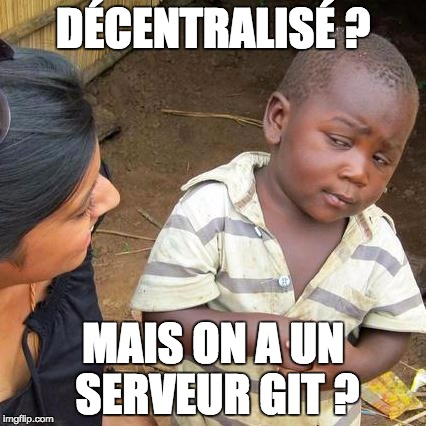 DÉCENTRALISÉ ?
MAIS ON A UN
SERVEUR GIT ?
imgflip.com